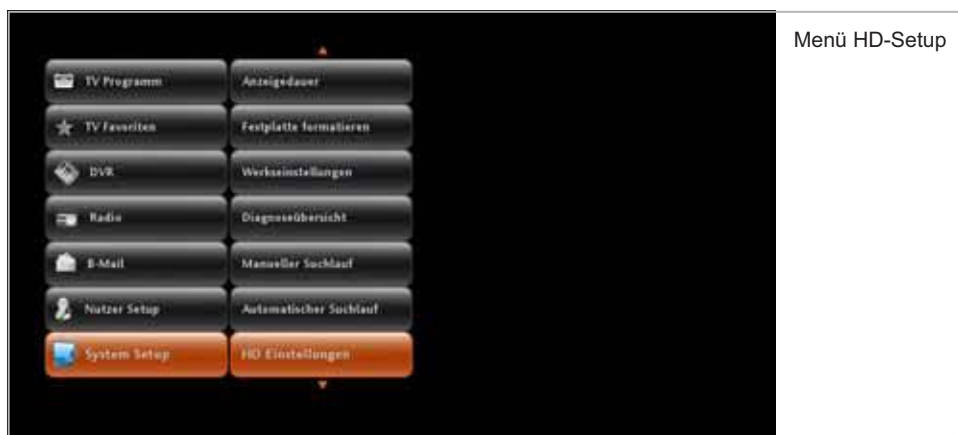 Menü HD-Setup
TV Programm
TV Favoriten
DVR
Radio
E-Mail
Nutzer Setup
System Setup
Anzeigedauer
Festplatte formatieren
Werkseinstellungen
Diagnoseübersicht
Manueller Suchlauf
Automatischer Suchlauf
HD Einstellungen